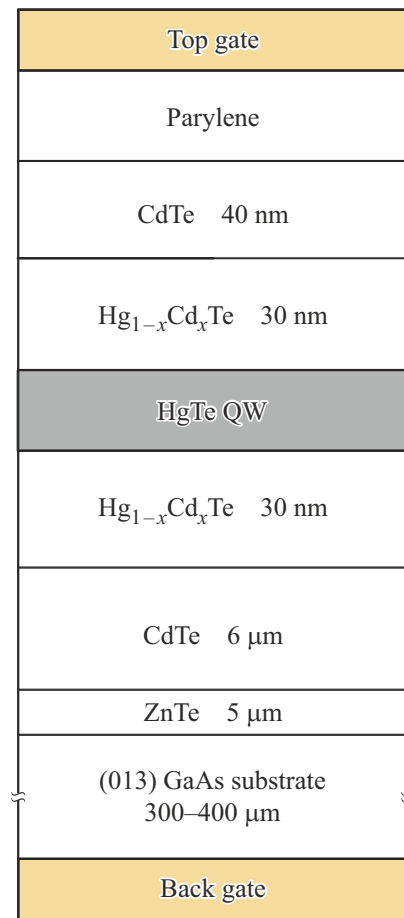 Top gate
Parylene
CdTe 40 nm
Hg₁₋ₓCdₓTe 30 nm
HgTe QW
Hg₁₋ₓCdₓTe 30 nm
CdTe 6 μm
ZnTe 5 μm
(013) GaAs substrate
300–400 μm
Back gate